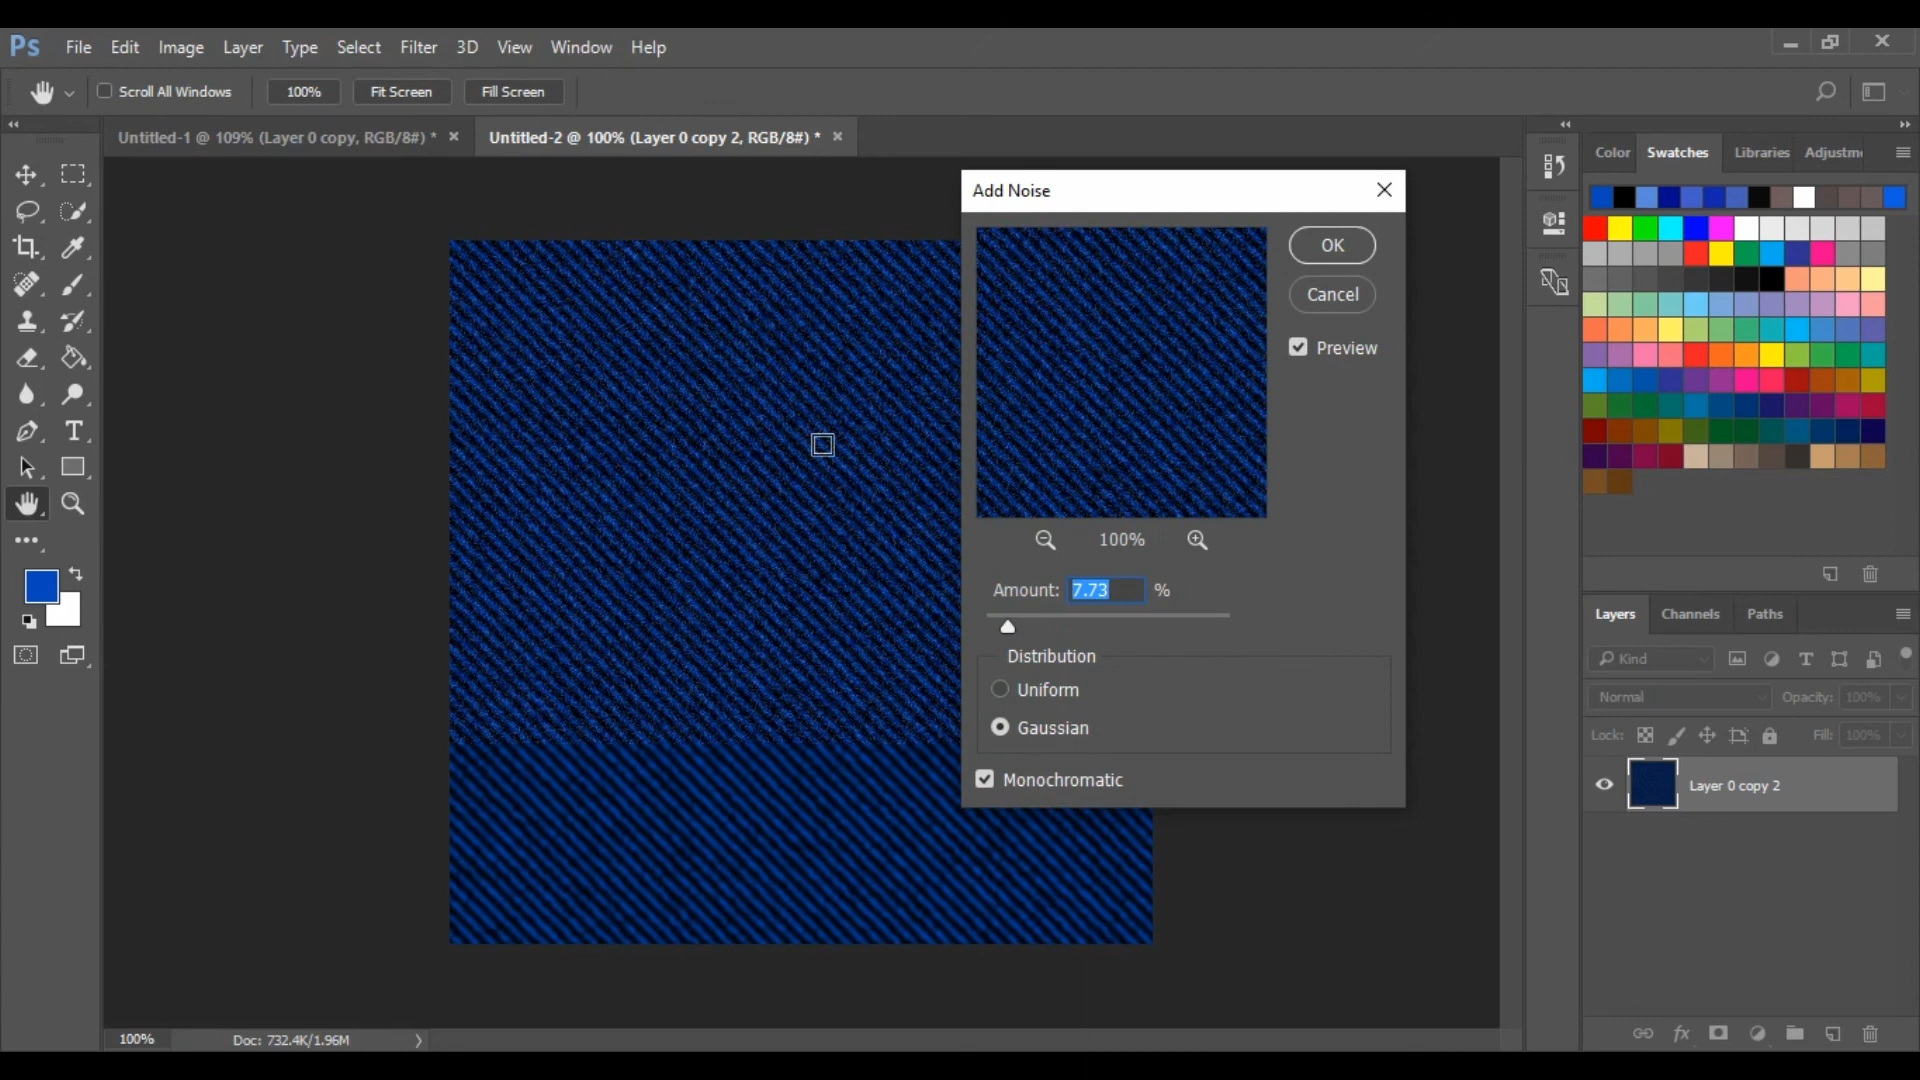 Ps File Edit Image Layer Type Select Filter 3D View Window Help
Scroll All Windows 100% Fit Screen Fill Screen
Untitled-1 @ 109% (Layer 0 copy, RGB/8#) * Untitled-2 @ 100% (Layer 0 copy 2, RGB/8#) *
Color Swatches Libraries Adjustme
Add Noise
OK
Cancel
Preview
100%
Amount: 7.73 %
Distribution
Uniform
Gaussian
Monochromatic
Layers Channels Paths
Kind
Normal Opacity: 100%
Lock: Fill: 100%
Layer 0 copy 2
fx
100% Doc: 732.4K/1.96M